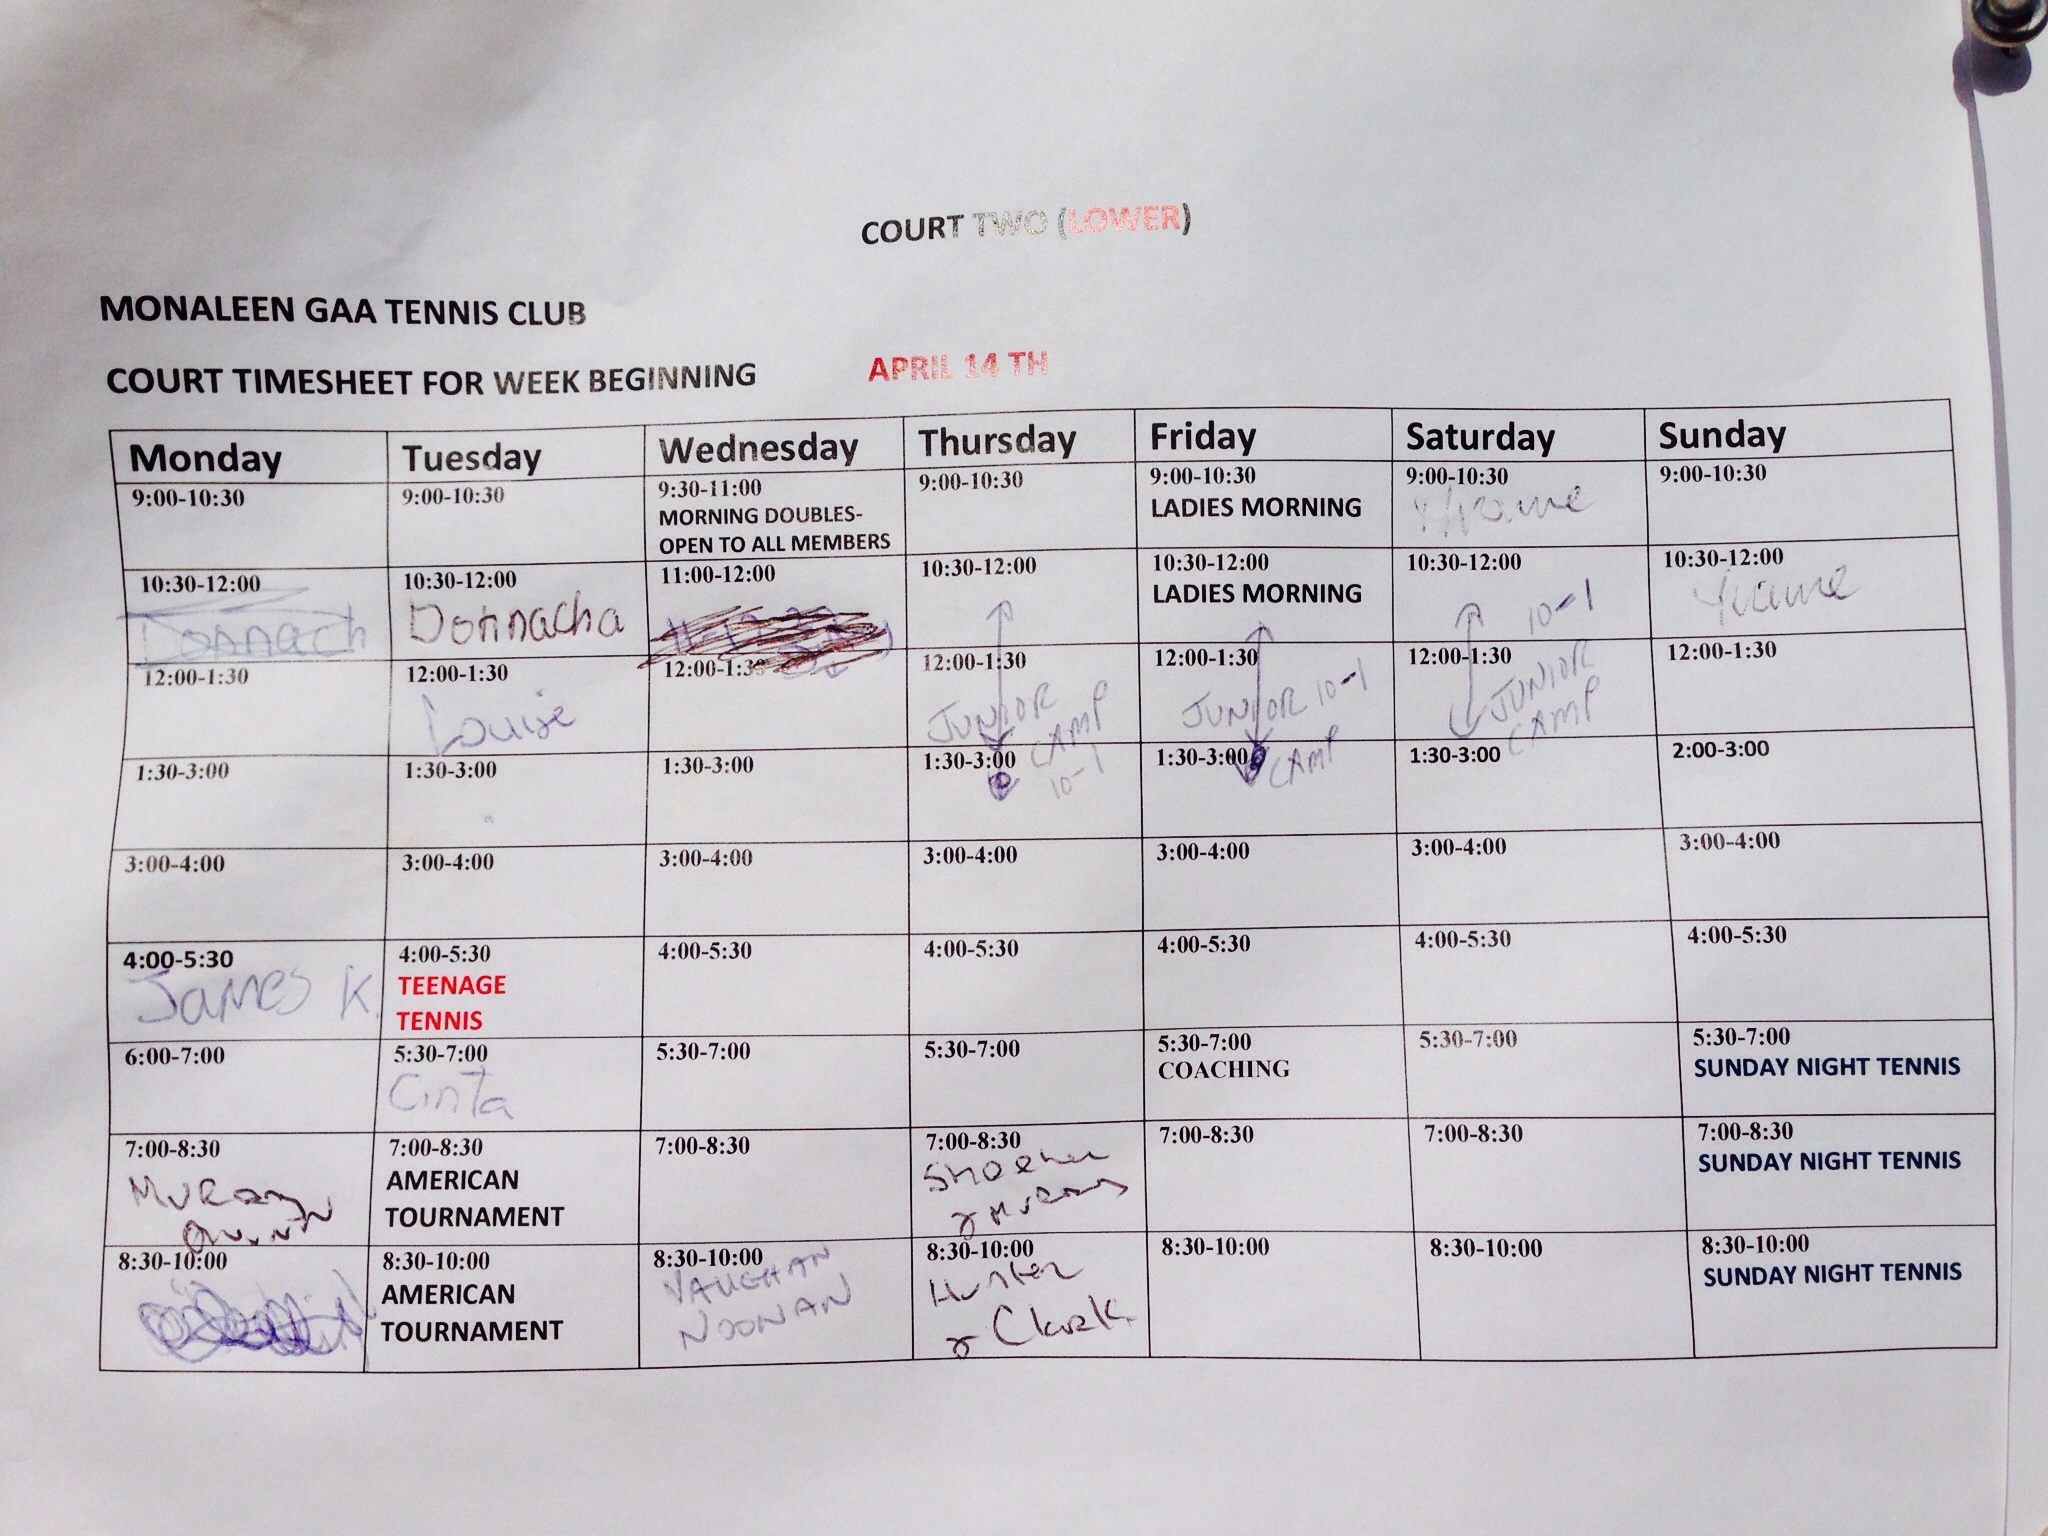 COURT TWO (LOWER)
MONALEEN GAA TENNIS CLUB
COURT TIMESHEET FOR WEEK BEGINNING APRIL 14 TH
Monday Tuesday Wednesday Thursday Friday Saturday Sunday
9:00-10:30 9:00-10:30 9:30-11:00 9:00-10:30 9:00-10:30 9:00-10:30 9:00-10:30
MORNING DOUBLES- LADIES MORNING
OPEN TO ALL MEMBERS
10:30-12:00 10:30-12:00 11:00-12:00 10:30-12:00 10:30-12:00 10:30-12:00 10:30-12:00
LADIES MORNING
Donnach Donnacha 10-1
12:00-1:30 12:00-1:30 12:00-1:30 12:00-1:30 12:00-1:30 12:00-1:30 12:00-1:30
Louise JUNIOR JUNIOR 10-1 JUNIOR
CAMP CAMP CAMP
10-1
1:30-3:00 1:30-3:00 1:30-3:00 1:30-3:00 1:30-3:00 1:30-3:00 2:00-3:00
3:00-4:00 3:00-4:00 3:00-4:00 3:00-4:00 3:00-4:00 3:00-4:00 3:00-4:00
4:00-5:30 4:00-5:30 4:00-5:30 4:00-5:30 4:00-5:30 4:00-5:30 4:00-5:30
James K. TEENAGE
TENNIS
6:00-7:00 5:30-7:00 5:30-7:00 5:30-7:00 5:30-7:00 5:30-7:00 5:30-7:00
Cinta COACHING SUNDAY NIGHT TENNIS
7:00-8:30 7:00-8:30 7:00-8:30 7:00-8:30 7:00-8:30 7:00-8:30 7:00-8:30
Murray AMERICAN SUNDAY NIGHT TENNIS
Quinn TOURNAMENT Murray
8:30-10:00 8:30-10:00 8:30-10:00 8:30-10:00 8:30-10:00 8:30-10:00 8:30-10:00
AMERICAN VAUGHAN Hunter SUNDAY NIGHT TENNIS
TOURNAMENT NOONAN Clark